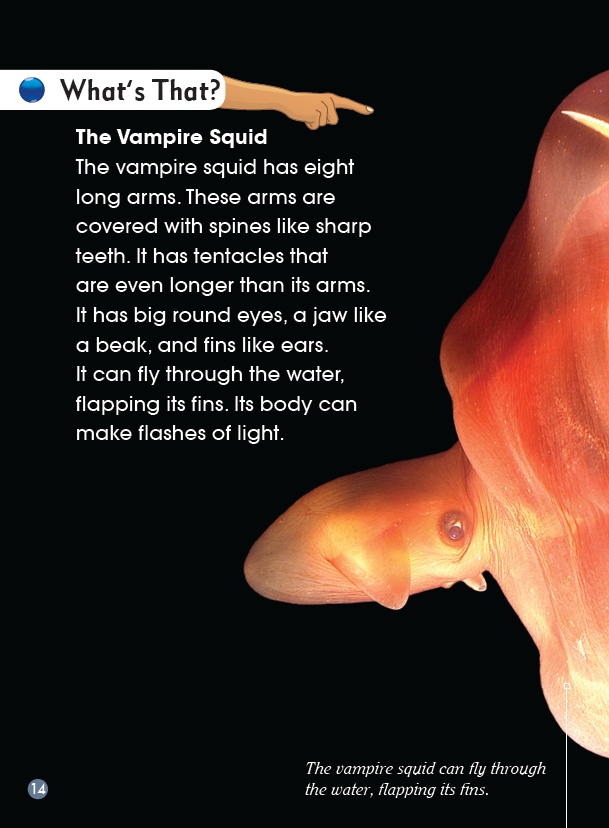 What's That?
The Vampire Squid
The vampire squid has eight
long arms. These arms are
covered with spines like sharp
teeth. It has tentacles that
are even longer than its arms.
It has big round eyes, a jaw like
a beak, and fins like ears.
It can fly through the water,
flapping its fins. Its body can
make flashes of light.
The vampire squid can fly through
the water, flapping its fins.
14